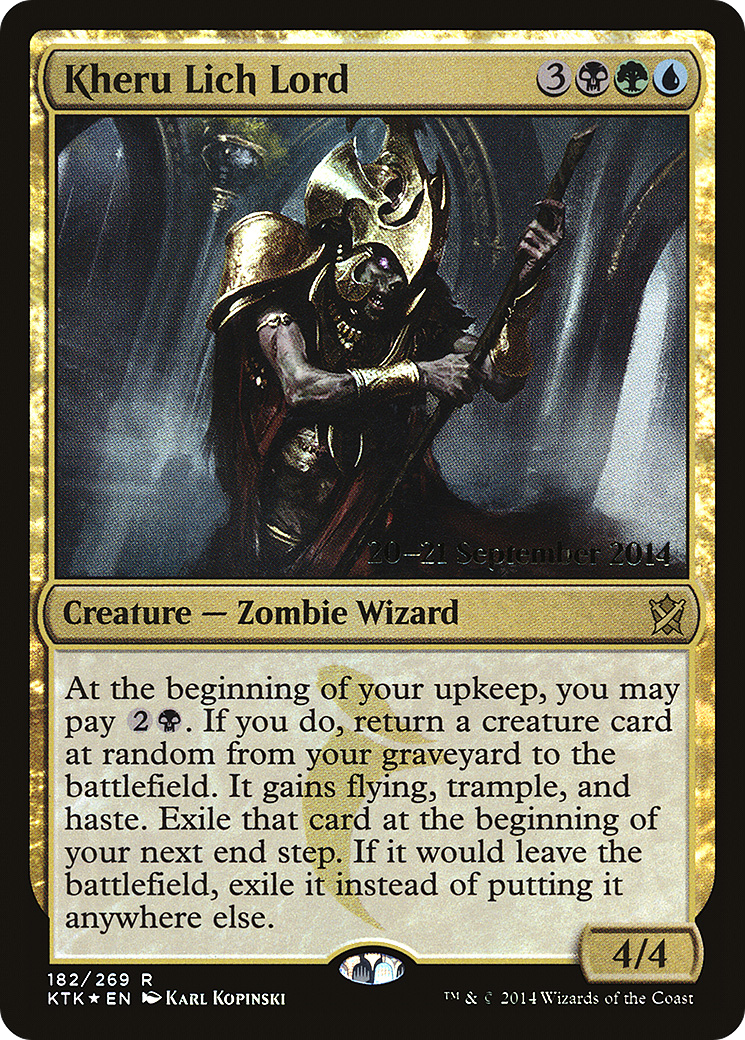 Kheru Lich Lord 3
20–21 September 2014
Creature — Zombie Wizard
At the beginning of your upkeep, you may
pay 2. If you do, return a creature card
at random from your graveyard to the
battlefield. It gains flying, trample, and
haste. Exile that card at the beginning of
your next end step. If it would leave the
battlefield, exile it instead of putting it
anywhere else.
4/4
182/269 R
KTK★EN Karl Kopinski
™ & © 2014 Wizards of the Coast